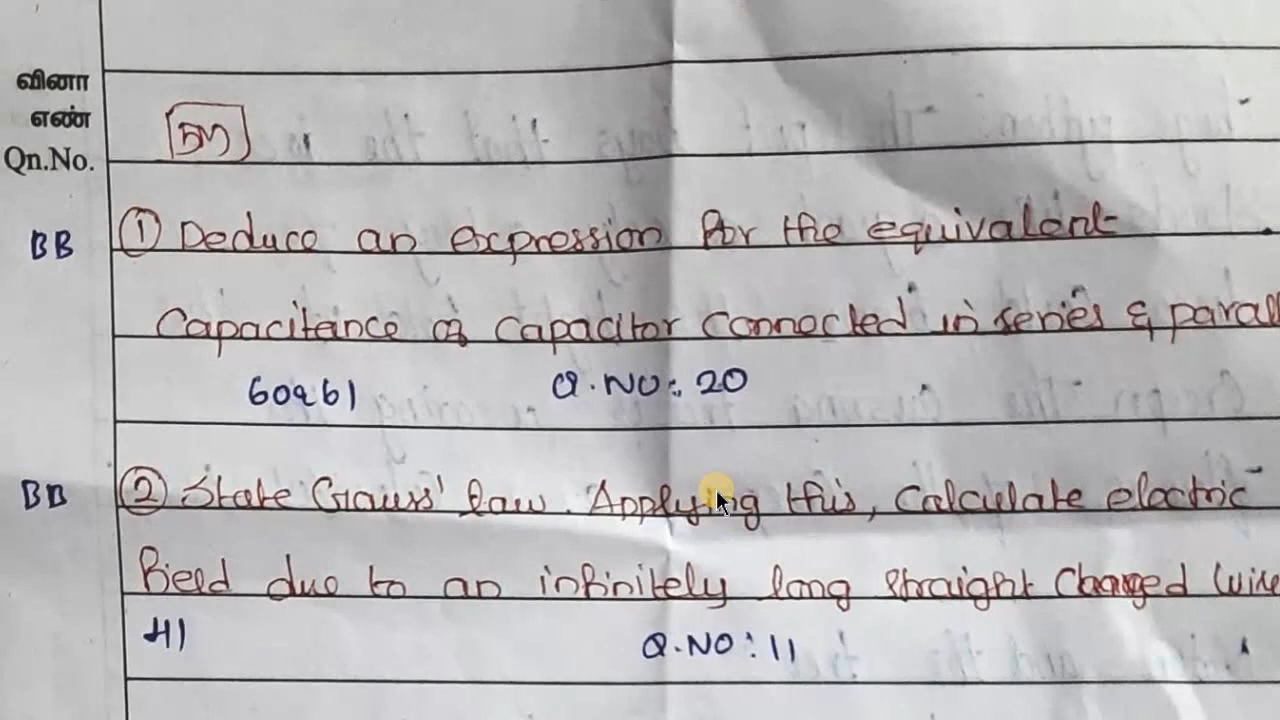 வினா
எண்
Qn.No.
5M
BB ① Deduce an expression for the equivalent
Capacitance of capacitor connected in series & parall
60961 Q.NO: 20
BB ② State Gauss' law. Applying this, calculate electric
field due to an infinitely long straight charged wire
41 Q.NO: 11